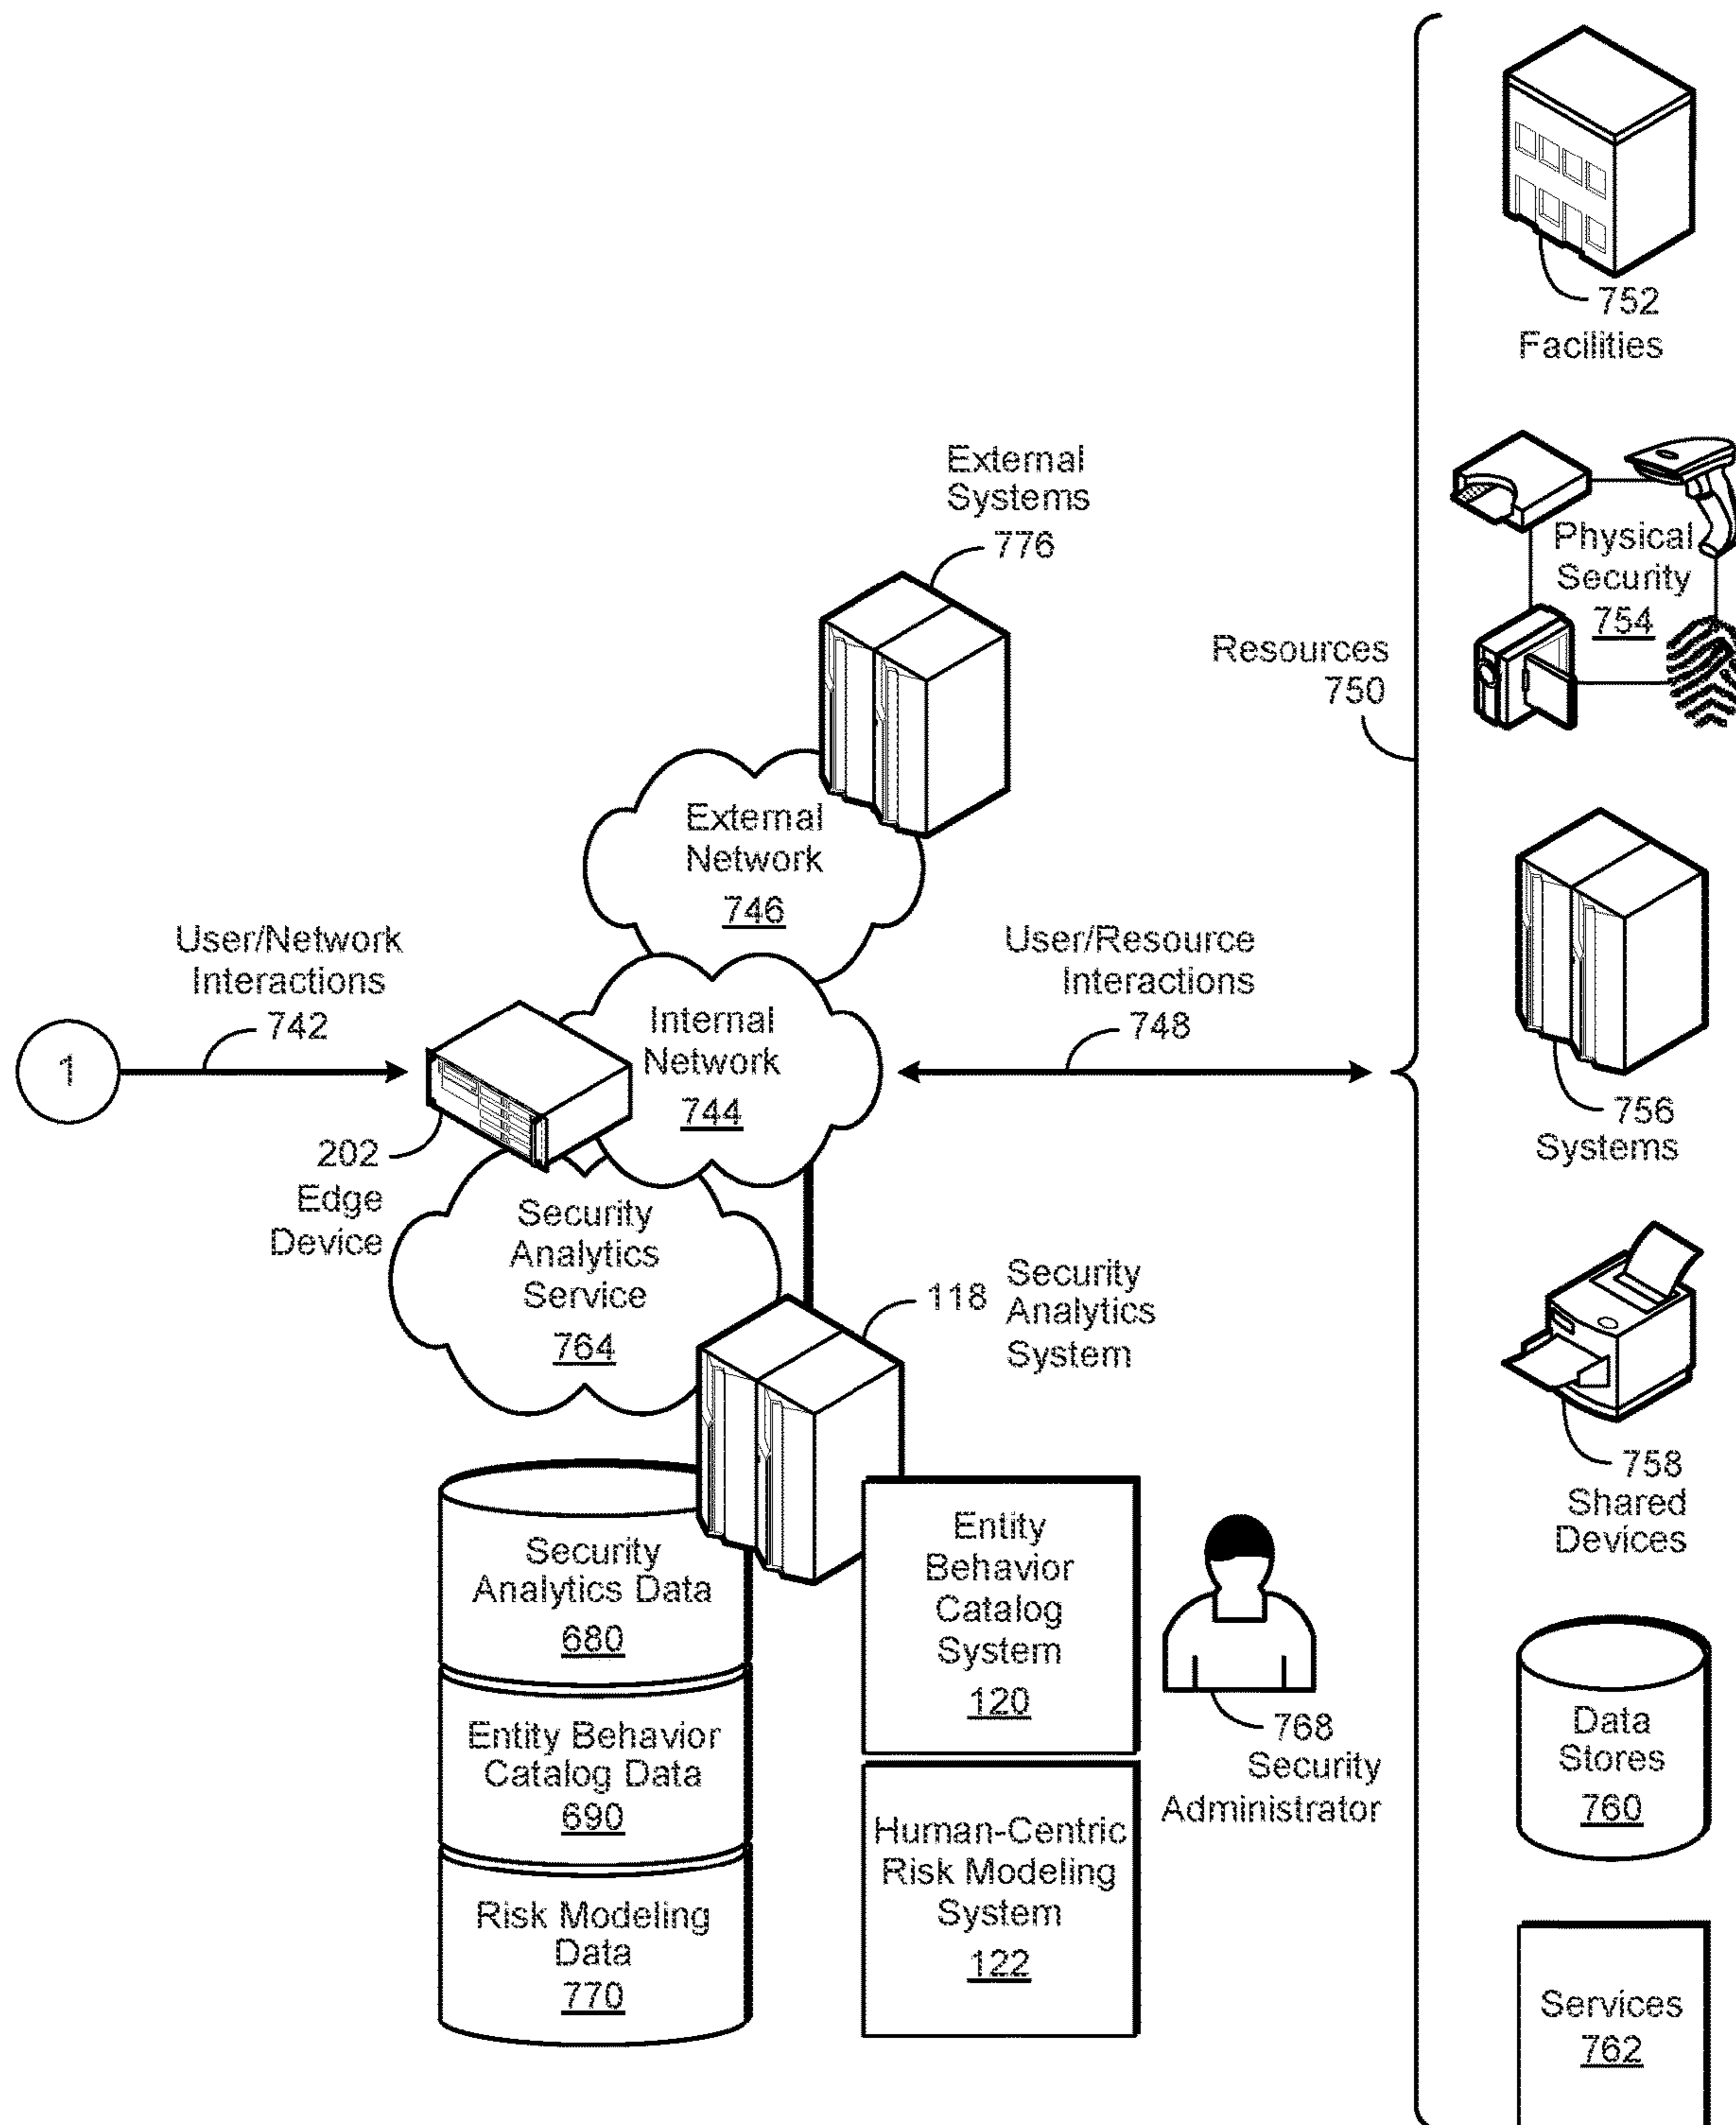 752
Facilities
External
Systems
776
Physical
Security
754
Resources
750
External
Network
746
User/Network
Interactions
742
User/Resource
Interactions
748
1
Internal
Network
744
202
Edge
Device
756
Systems
Security
Analytics
Service
764
118
Security
Analytics
System
758
Shared
Devices
Security
Analytics Data
680
Entity
Behavior
Catalog
System
120
Entity Behavior
Catalog Data
690
768
Security
Administrator
Data
Stores
760
Risk Modeling
Data
770
Human-Centric
Risk Modeling
System
122
Services
762